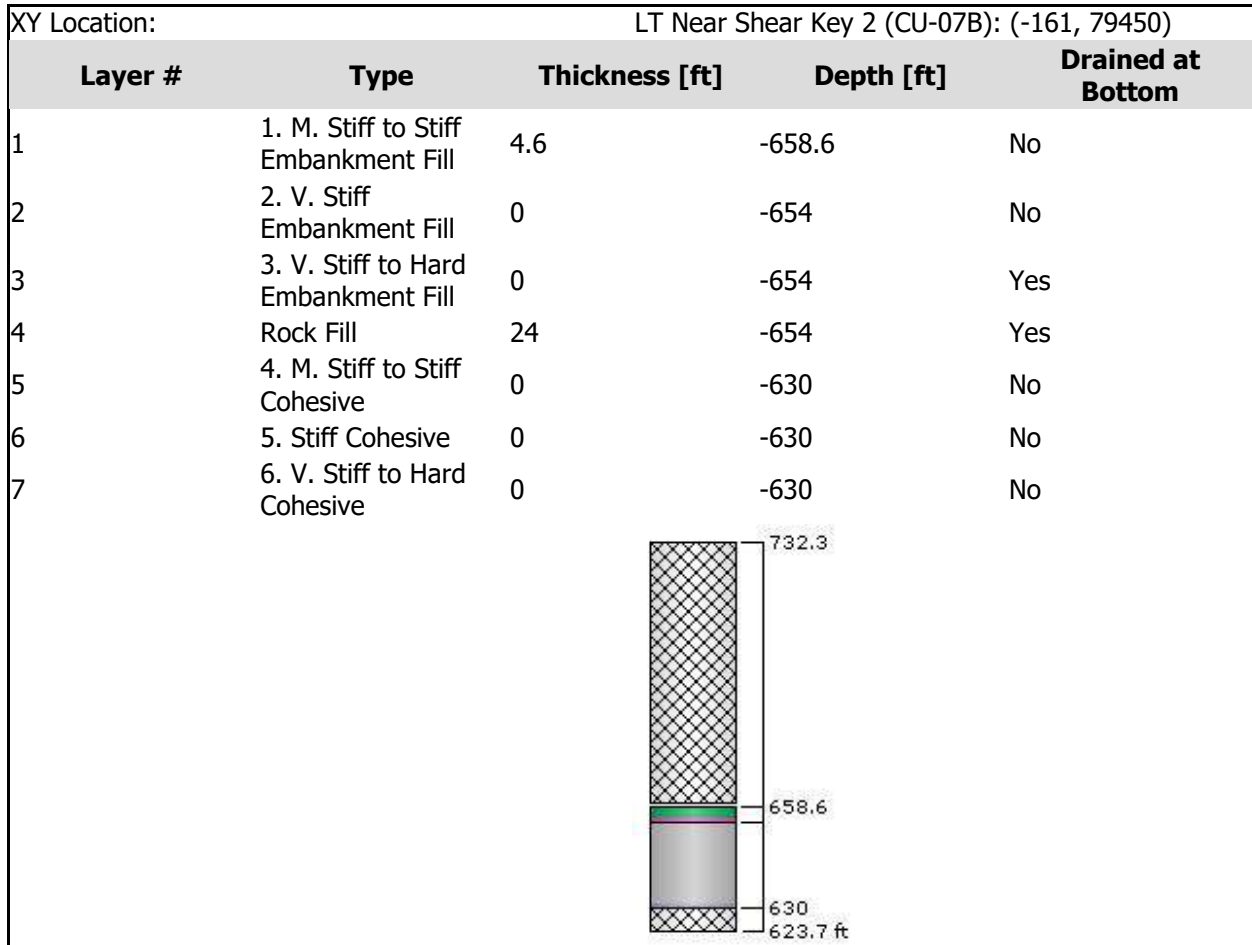 XY Location: LT Near Shear Key 2 (CU-07B): (-161, 79450)
Layer # Type Thickness [ft] Depth [ft] Drained at Bottom
1 1. M. Stiff to Stiff Embankment Fill 4.6 -658.6 No
2 2. V. Stiff Embankment Fill 0 -654 No
3 3. V. Stiff to Hard Embankment Fill 0 -654 Yes
4 Rock Fill 24 -654 Yes
5 4. M. Stiff to Stiff Cohesive 0 -630 No
6 5. Stiff Cohesive 0 -630 No
7 6. V. Stiff to Hard Cohesive 0 -630 No
732.3
658.6
630
623.7 ft